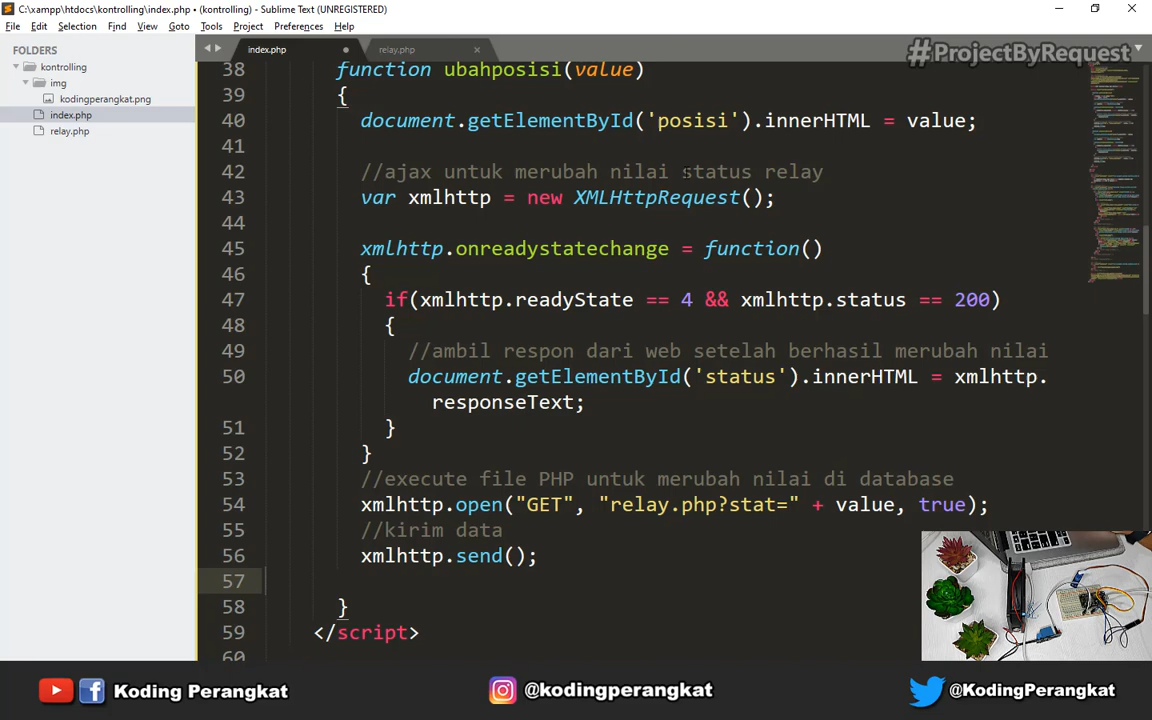 C:\xampp\htdocs\kontrolling\index.php • (kontrolling) - Sublime Text (UNREGISTERED)
File Edit Selection Find View Goto Tools Project Preferences Help
FOLDERS
kontrolling
img
kodingperangkat.png
index.php
relay.php
index.php relay.php
#ProjectByRequest
38 function ubahposisi(value)
39 {
40 document.getElementById('posisi').innerHTML = value;
41
42 //ajax untuk merubah nilai status relay
43 var xmlhttp = new XMLHttpRequest();
44
45 xmlhttp.onreadystatechange = function()
46 {
47 if(xmlhttp.readyState == 4 && xmlhttp.status == 200)
48 {
49 //ambil respon dari web setelah berhasil merubah nilai
50 document.getElementById('status').innerHTML = xmlhttp.
responseText;
51 }
52 }
53 //execute file PHP untuk merubah nilai di database
54 xmlhttp.open("GET", "relay.php?stat=" + value, true);
55 //kirim data
56 xmlhttp.send();
57
58 }
59 </script>
60
Koding Perangkat @kodingperangkat @KodingPerangkat